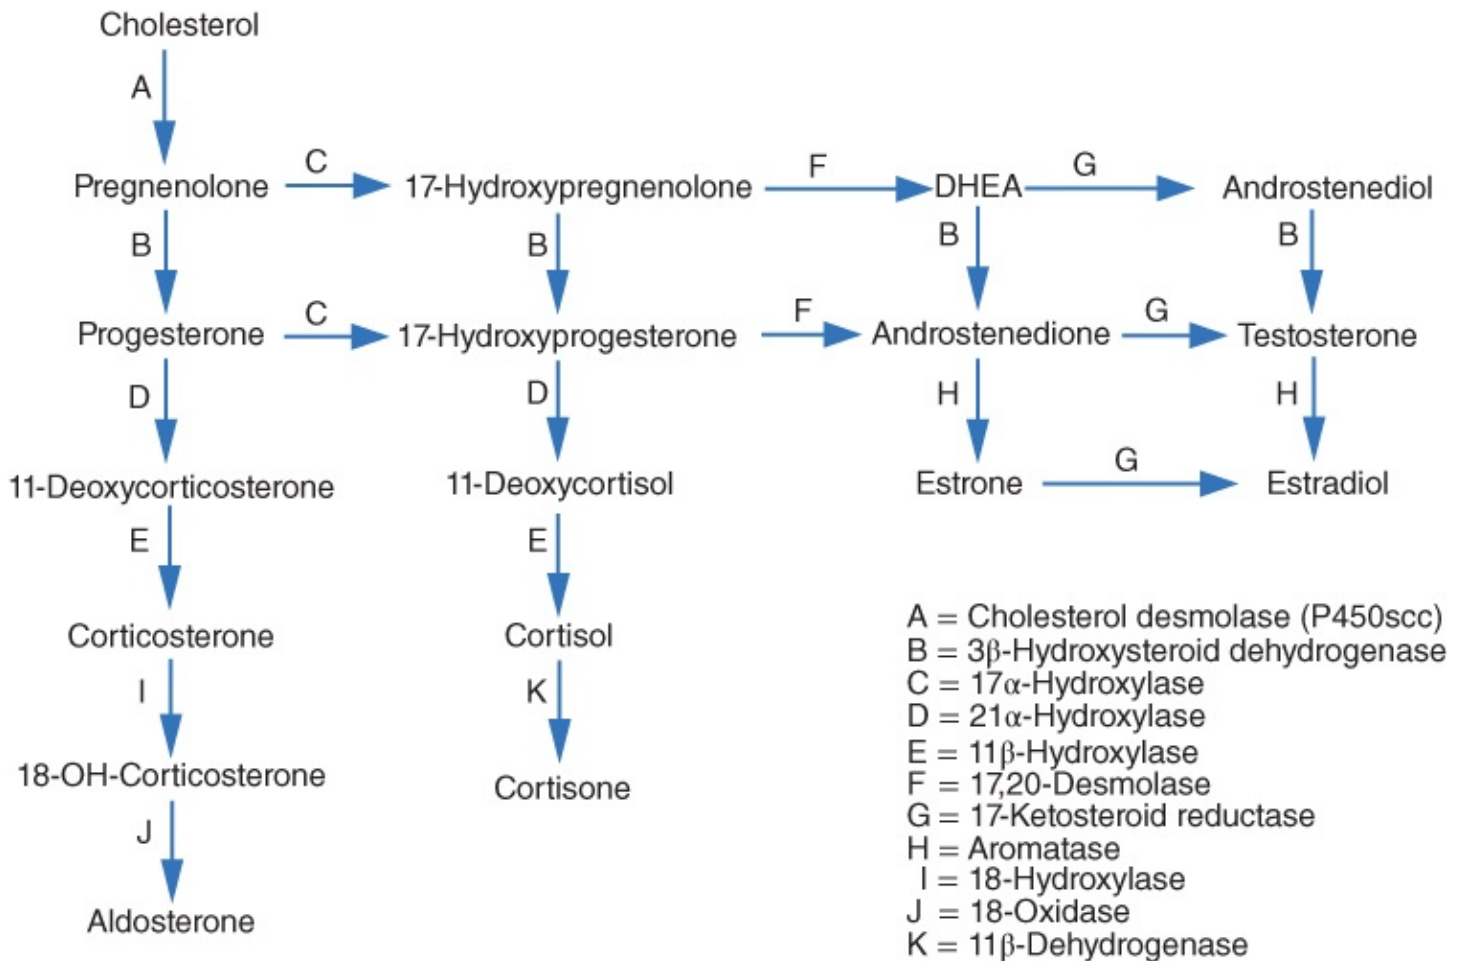 Cholesterol
A
Pregnenolone C 17-Hydroxypregnenolone F DHEA G Androstenediol
B B B B
Progesterone C 17-Hydroxyprogesterone F Androstenedione G Testosterone
D D H H
11-Deoxycorticosterone 11-Deoxycortisol Estrone G Estradiol
E E
Corticosterone Cortisol
I K
18-OH-Corticosterone Cortisone
J
Aldosterone
A = Cholesterol desmolase (P450scc)
B = 3β-Hydroxysteroid dehydrogenase
C = 17α-Hydroxylase
D = 21α-Hydroxylase
E = 11β-Hydroxylase
F = 17,20-Desmolase
G = 17-Ketosteroid reductase
H = Aromatase
I = 18-Hydroxylase
J = 18-Oxidase
K = 11β-Dehydrogenase